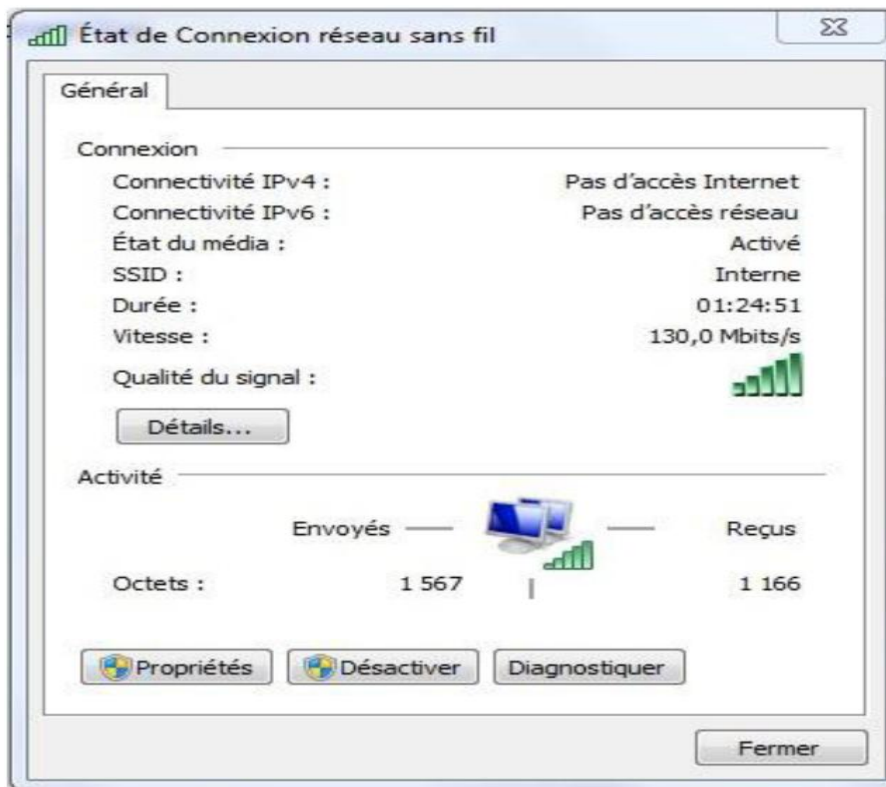 État de Connexion réseau sans fil
Général
Connexion
Connectivité IPv4 : Pas d'accès Internet
Connectivité IPv6 : Pas d'accès réseau
État du média : Activé
SSID : Interne
Durée : 01:24:51
Vitesse : 130,0 Mbits/s
Qualité du signal :
Détails...
Activité
Envoyés Reçus
Octets : 1 567 1 166
Propriétés Désactiver Diagnostiquer
Fermer